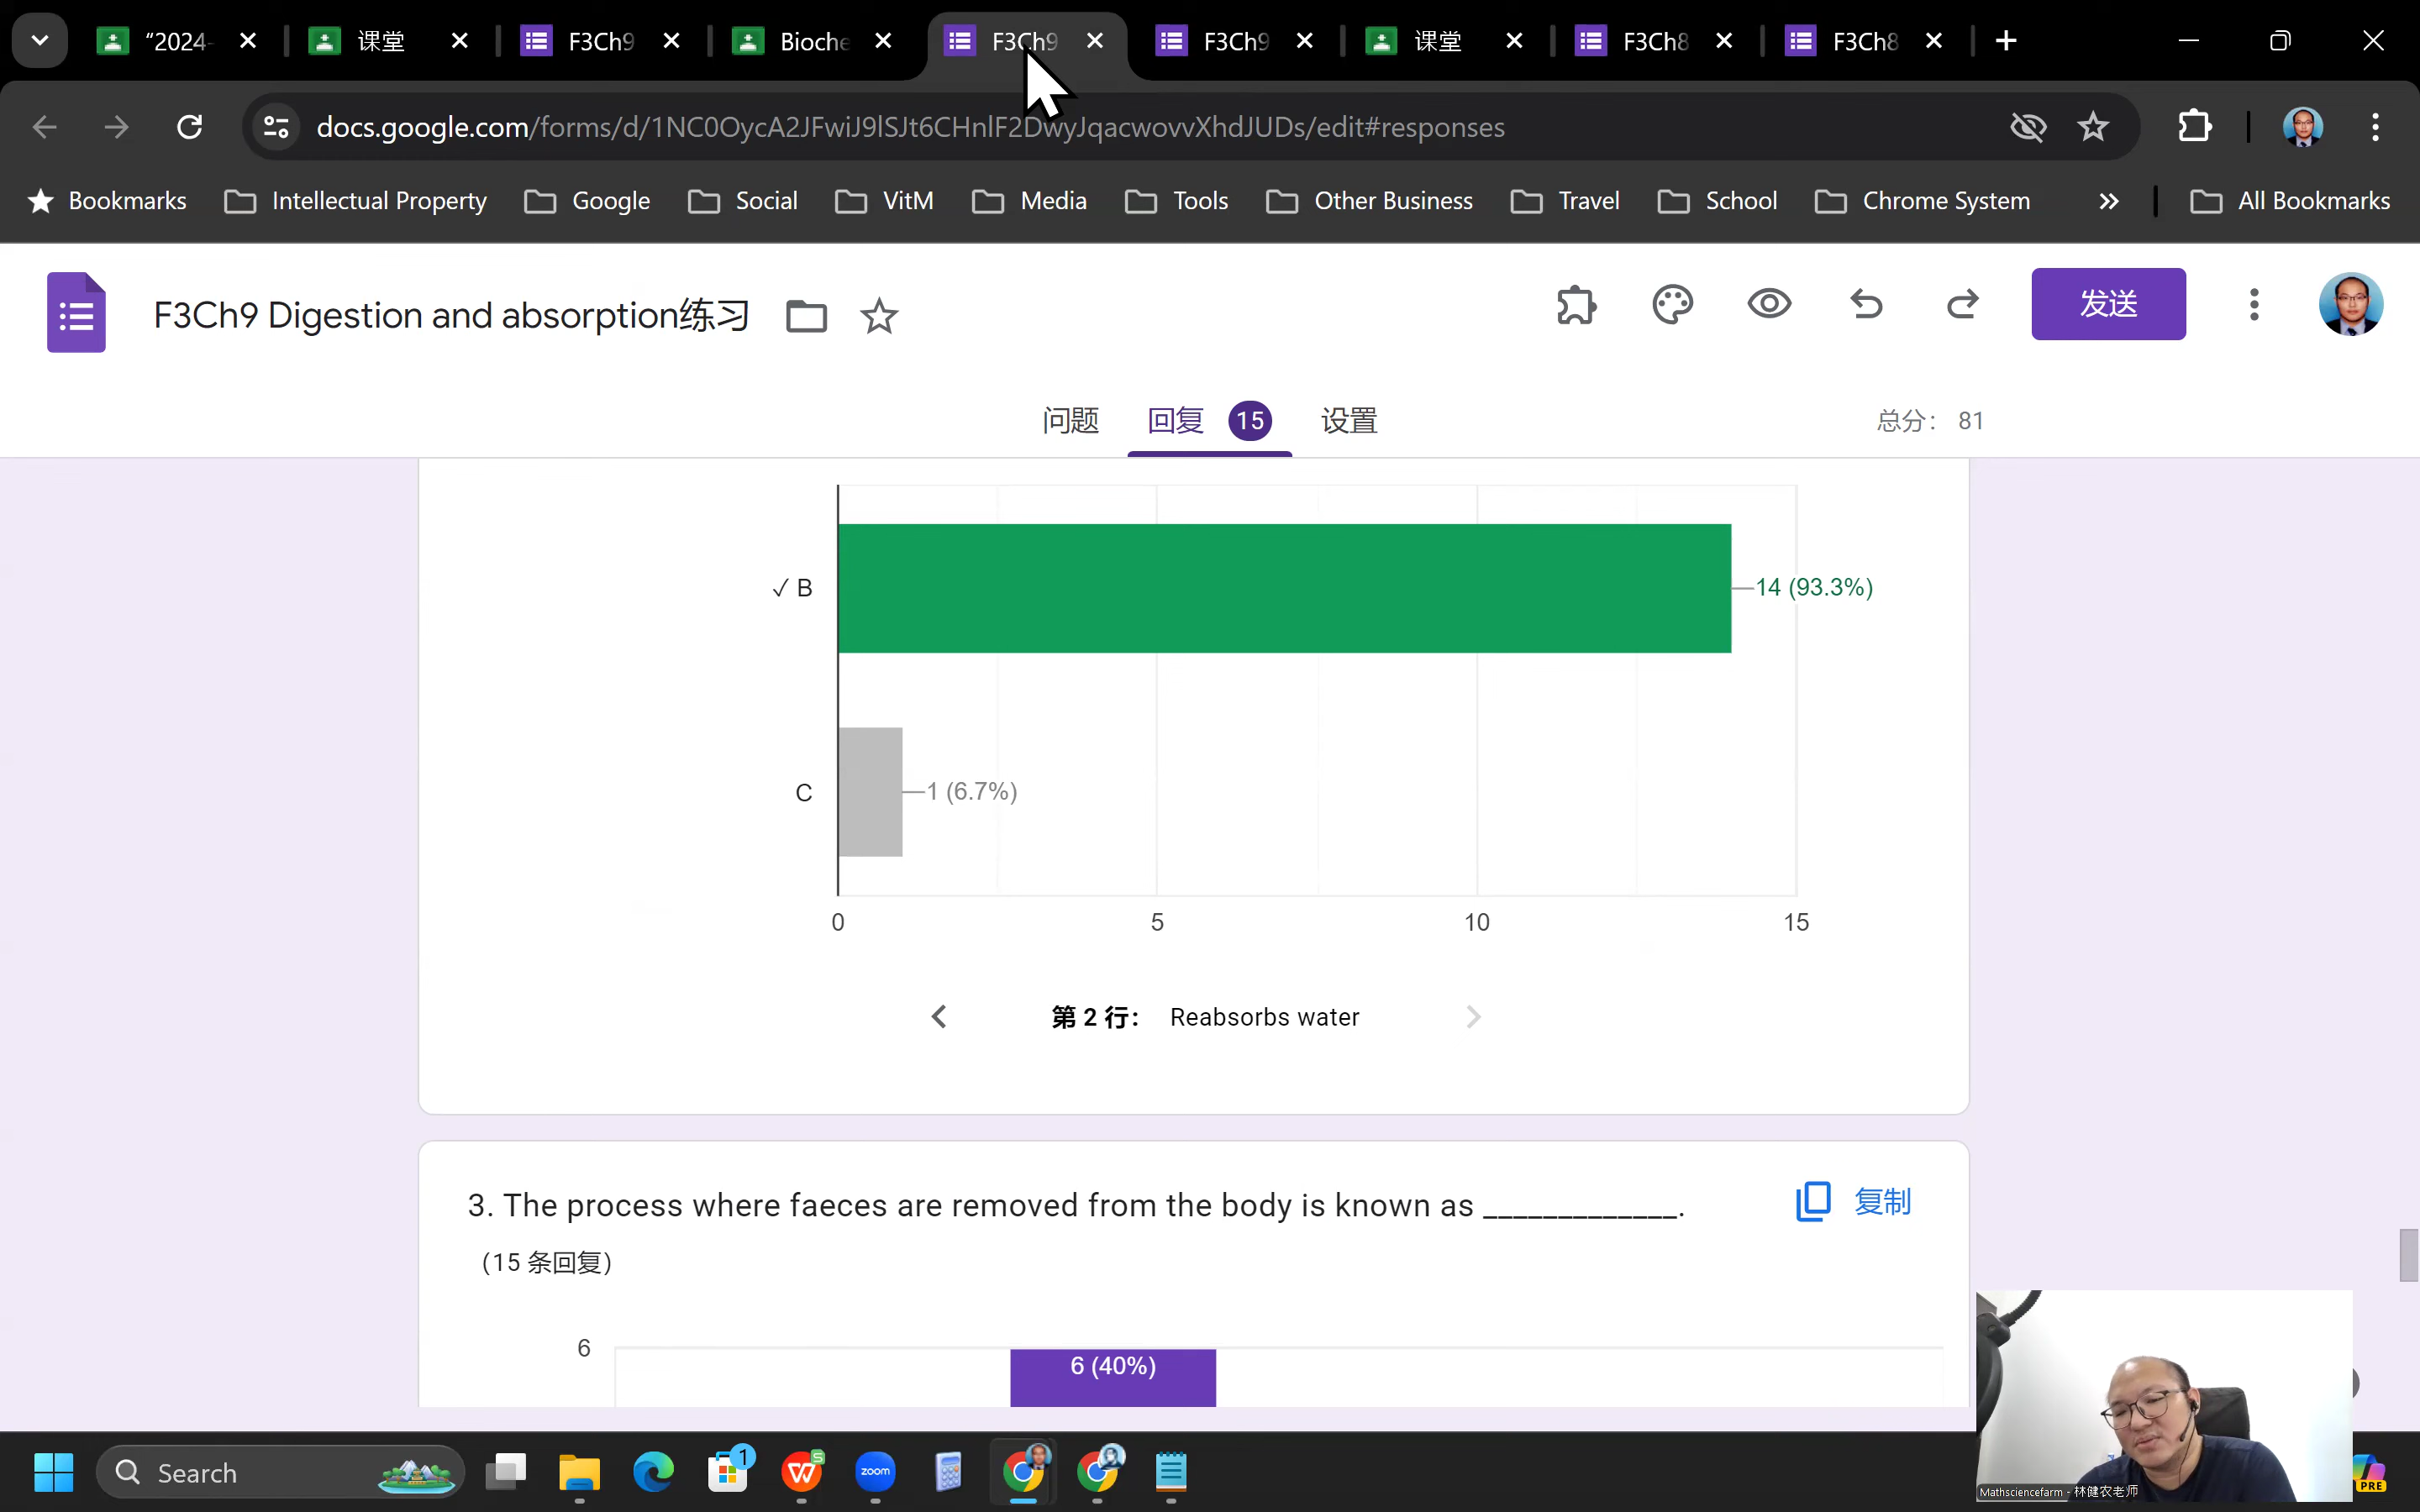 “2024-
课堂
F3Ch9
Bioche
F3Ch9
F3Ch9
课堂
F3Ch8
F3Ch8
docs.google.com/forms/d/1NC0OycA2JFwiJ9lSJt6CHnlF2DwyJqacwovvXhdJUDs/edit#responses
Bookmarks
Intellectual Property
Google
Social
VitM
Media
Tools
Other Business
Travel
School
Chrome System
All Bookmarks
F3Ch9 Digestion and absorption练习
发送
问题
回复 15
设置
总分： 81
✓ B
14 (93.3%)
C
1 (6.7%)
0 5 10 15
第 2 行： Reabsorbs water
3. The process where faeces are removed from the body is known as _____________.
复制
（15 条回复）
6
6 (40%)
Search
1
S
W
zoom
PRE
Mathsciencefarm - 林健农老师